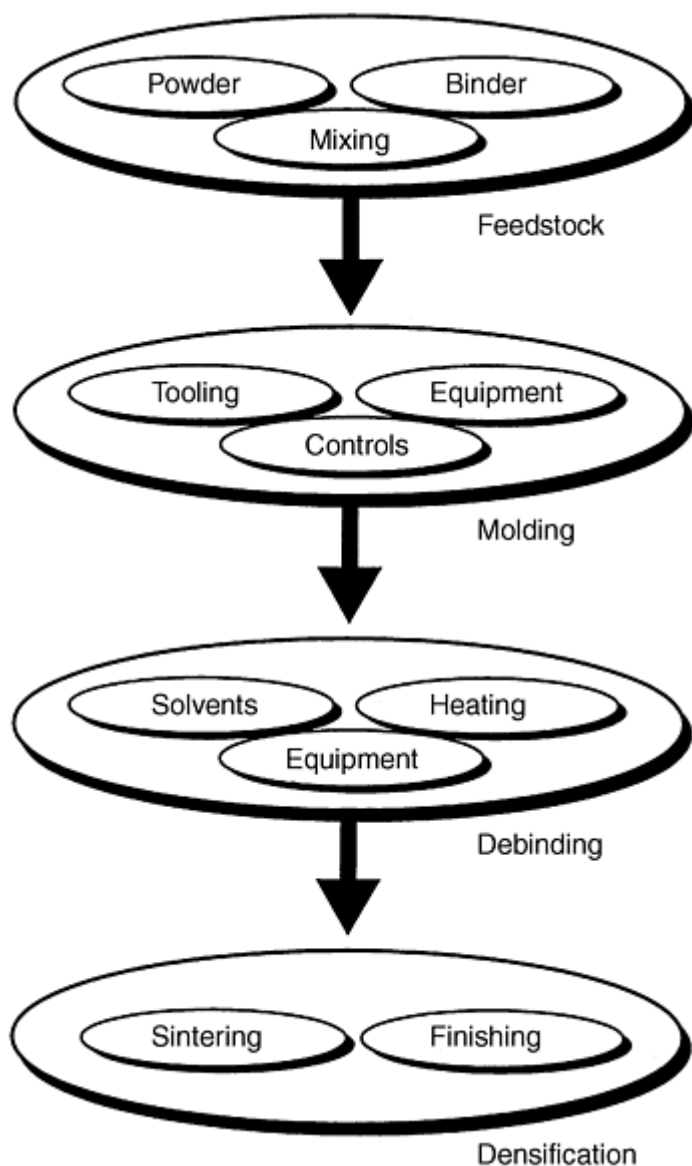 Powder
Binder
Mixing
Feedstock
Tooling
Equipment
Controls
Molding
Solvents
Heating
Equipment
Debinding
Sintering
Finishing
Densification